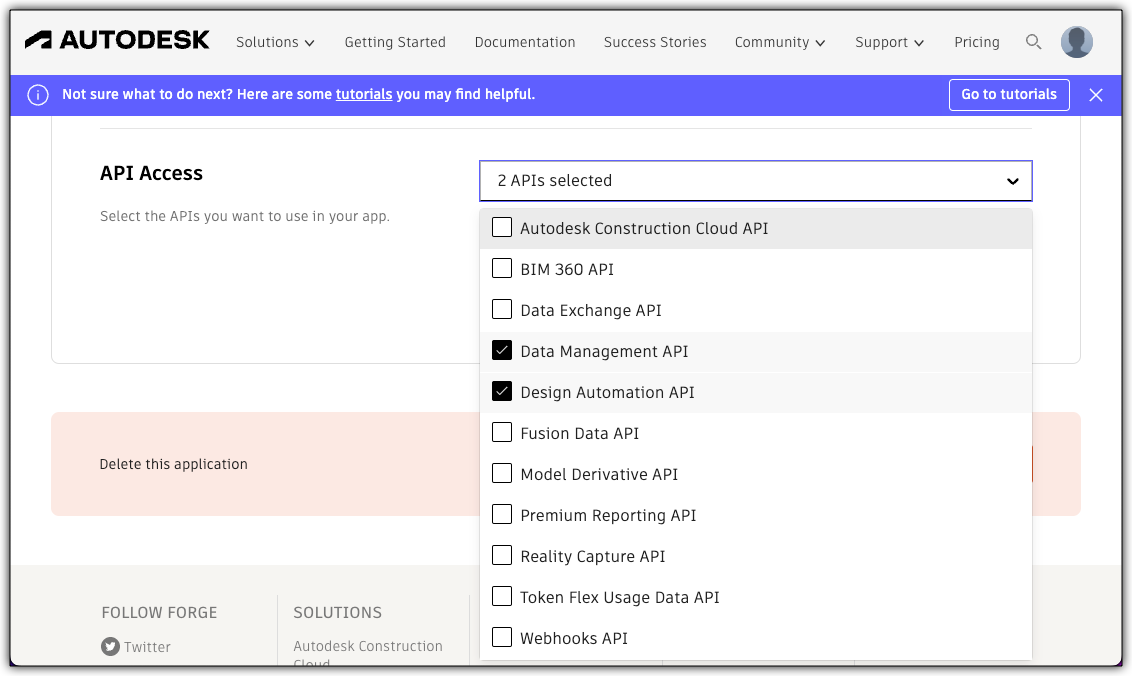 AUTODESK Solutions Getting Started Documentation Success Stories Community Support Pricing
Not sure what to do next? Here are some tutorials you may find helpful. Go to tutorials
API Access
2 APIs selected
Select the APIs you want to use in your app.
Autodesk Construction Cloud API
BIM 360 API
Data Exchange API
Data Management API
Design Automation API
Fusion Data API
Model Derivative API
Premium Reporting API
Reality Capture API
Token Flex Usage Data API
Webhooks API
Delete this application
FOLLOW FORGE
Twitter
SOLUTIONS
Autodesk Construction
Cloud